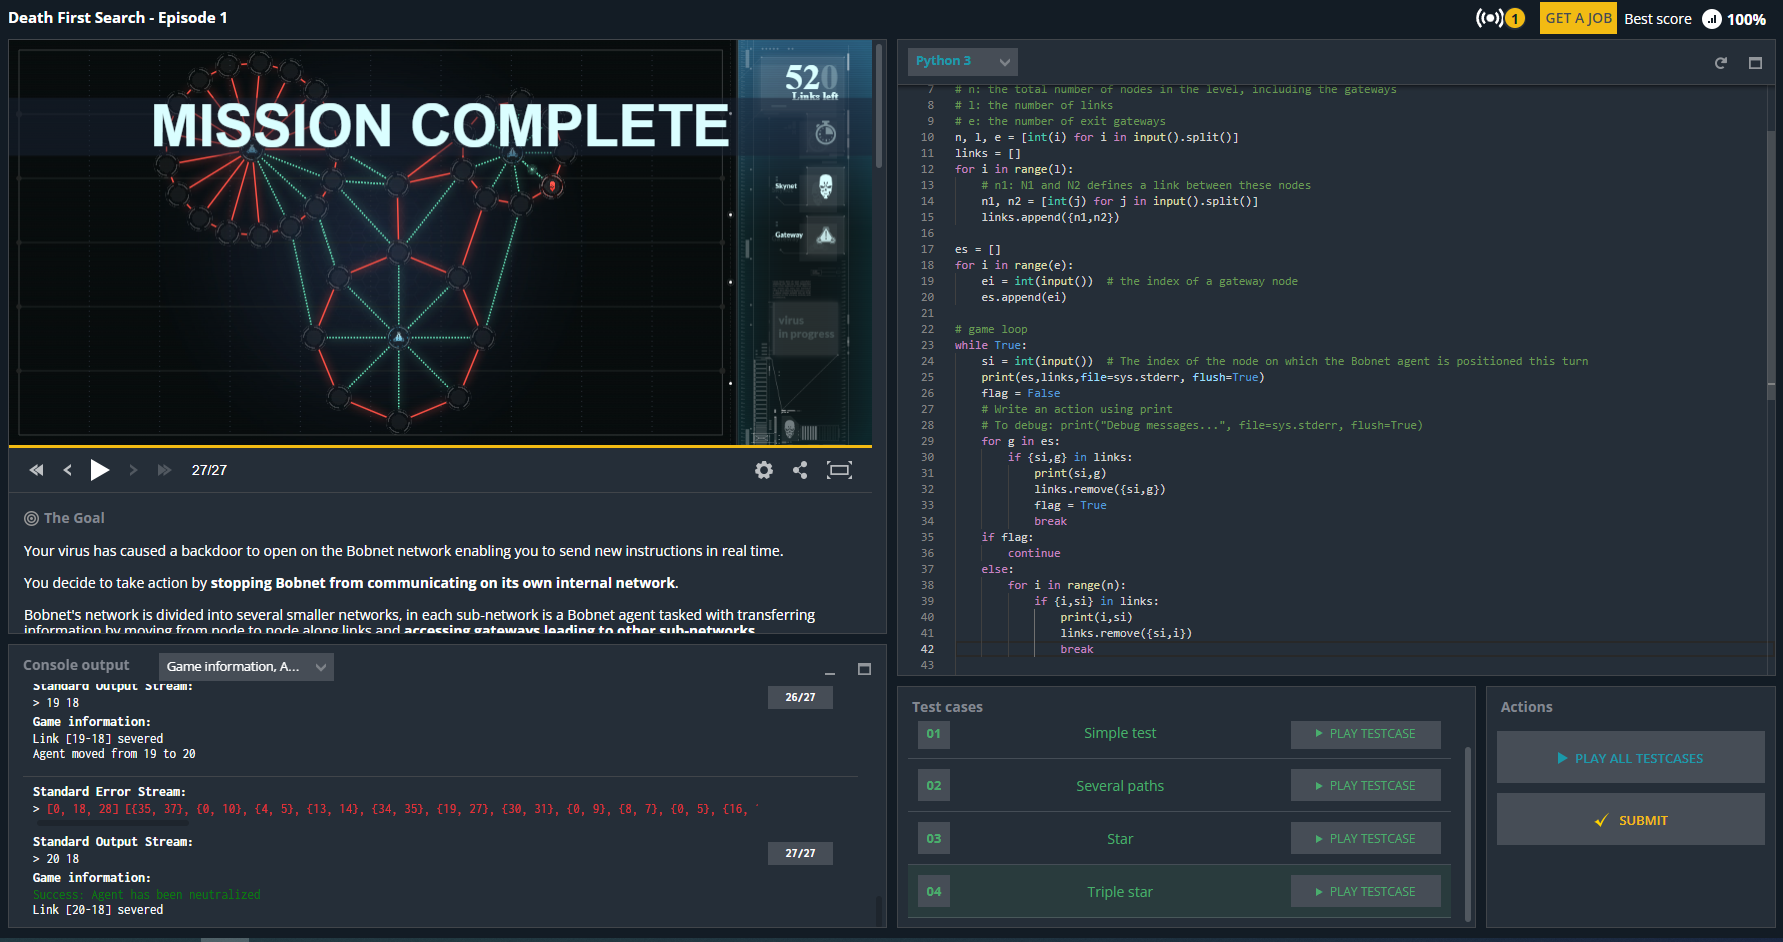 Death First Search - Episode 1
1
GET A JOB
Best score
100%
MISSION COMPLETE
520
Links left
Skynet
Gateway
virus
in progress
27/27
The Goal
Your virus has caused a backdoor to open on the Bobnet network enabling you to send new instructions in real time.
You decide to take action by stopping Bobnet from communicating on its own internal network.
Bobnet's network is divided into several smaller networks, in each sub-network is a Bobnet agent tasked with transferring
information by moving from node to node along links and accessing gateways leading to other sub-networks.
Console output
Game information, A...
Standard Output Stream:
> 19 18
26/27
Game information:
Link [19-18] severed
Agent moved from 19 to 20
Standard Error Stream:
> [0, 18, 28] [{35, 37}, {0, 10}, {4, 5}, {13, 14}, {34, 35}, {19, 27}, {30, 31}, {0, 9}, {8, 7}, {0, 5}, {16,
Standard Output Stream:
> 20 18
27/27
Game information:
Success: Agent has been neutralized
Link [20-18] severed
Python 3
7 # n: the total number of nodes in the level, including the gateways
8 # l: the number of links
9 # e: the number of exit gateways
10 n, l, e = [int(i) for i in input().split()]
11 links = []
12 for i in range(l):
13     # n1: N1 and N2 defines a link between these nodes
14     n1, n2 = [int(j) for j in input().split()]
15     links.append({n1,n2})
16
17 es = []
18 for i in range(e):
19     ei = int(input())  # the index of a gateway node
20     es.append(ei)
21
22 # game loop
23 while True:
24     si = int(input())  # The index of the node on which the Bobnet agent is positioned this turn
25     print(es,links,file=sys.stderr, flush=True)
26     flag = False
27     # Write an action using print
28     # To debug: print("Debug messages...", file=sys.stderr, flush=True)
29     for g in es:
30         if {si,g} in links:
31             print(si,g)
32             links.remove({si,g})
33             flag = True
34             break
35     if flag:
36         continue
37     else:
38         for i in range(n):
39             if {i,si} in links:
40                 print(i,si)
41                 links.remove({si,i})
42                 break
43
Test cases
01 Simple test PLAY TESTCASE
02 Several paths PLAY TESTCASE
03 Star PLAY TESTCASE
04 Triple star PLAY TESTCASE
Actions
PLAY ALL TESTCASES
SUBMIT